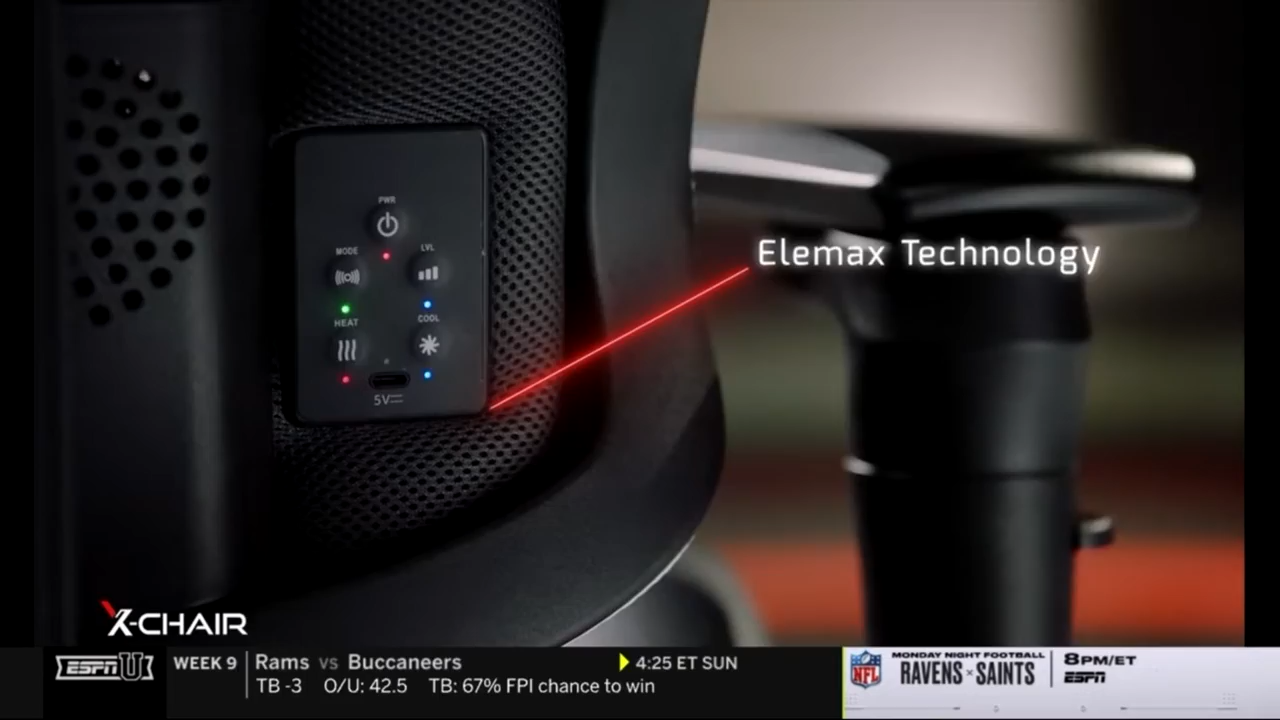 PWR
MODE
LVL
HEAT
COOL
5V
Elemax Technology
X-CHAIR
ESPNU
WEEK 9
Rams vs Buccaneers
4:25 ET SUN
TB -3 O/U: 42.5 TB: 67% FPI chance to win
NFL
MONDAY NIGHT FOOTBALL
RAVENS × SAINTS
8PM/ET
ESPN